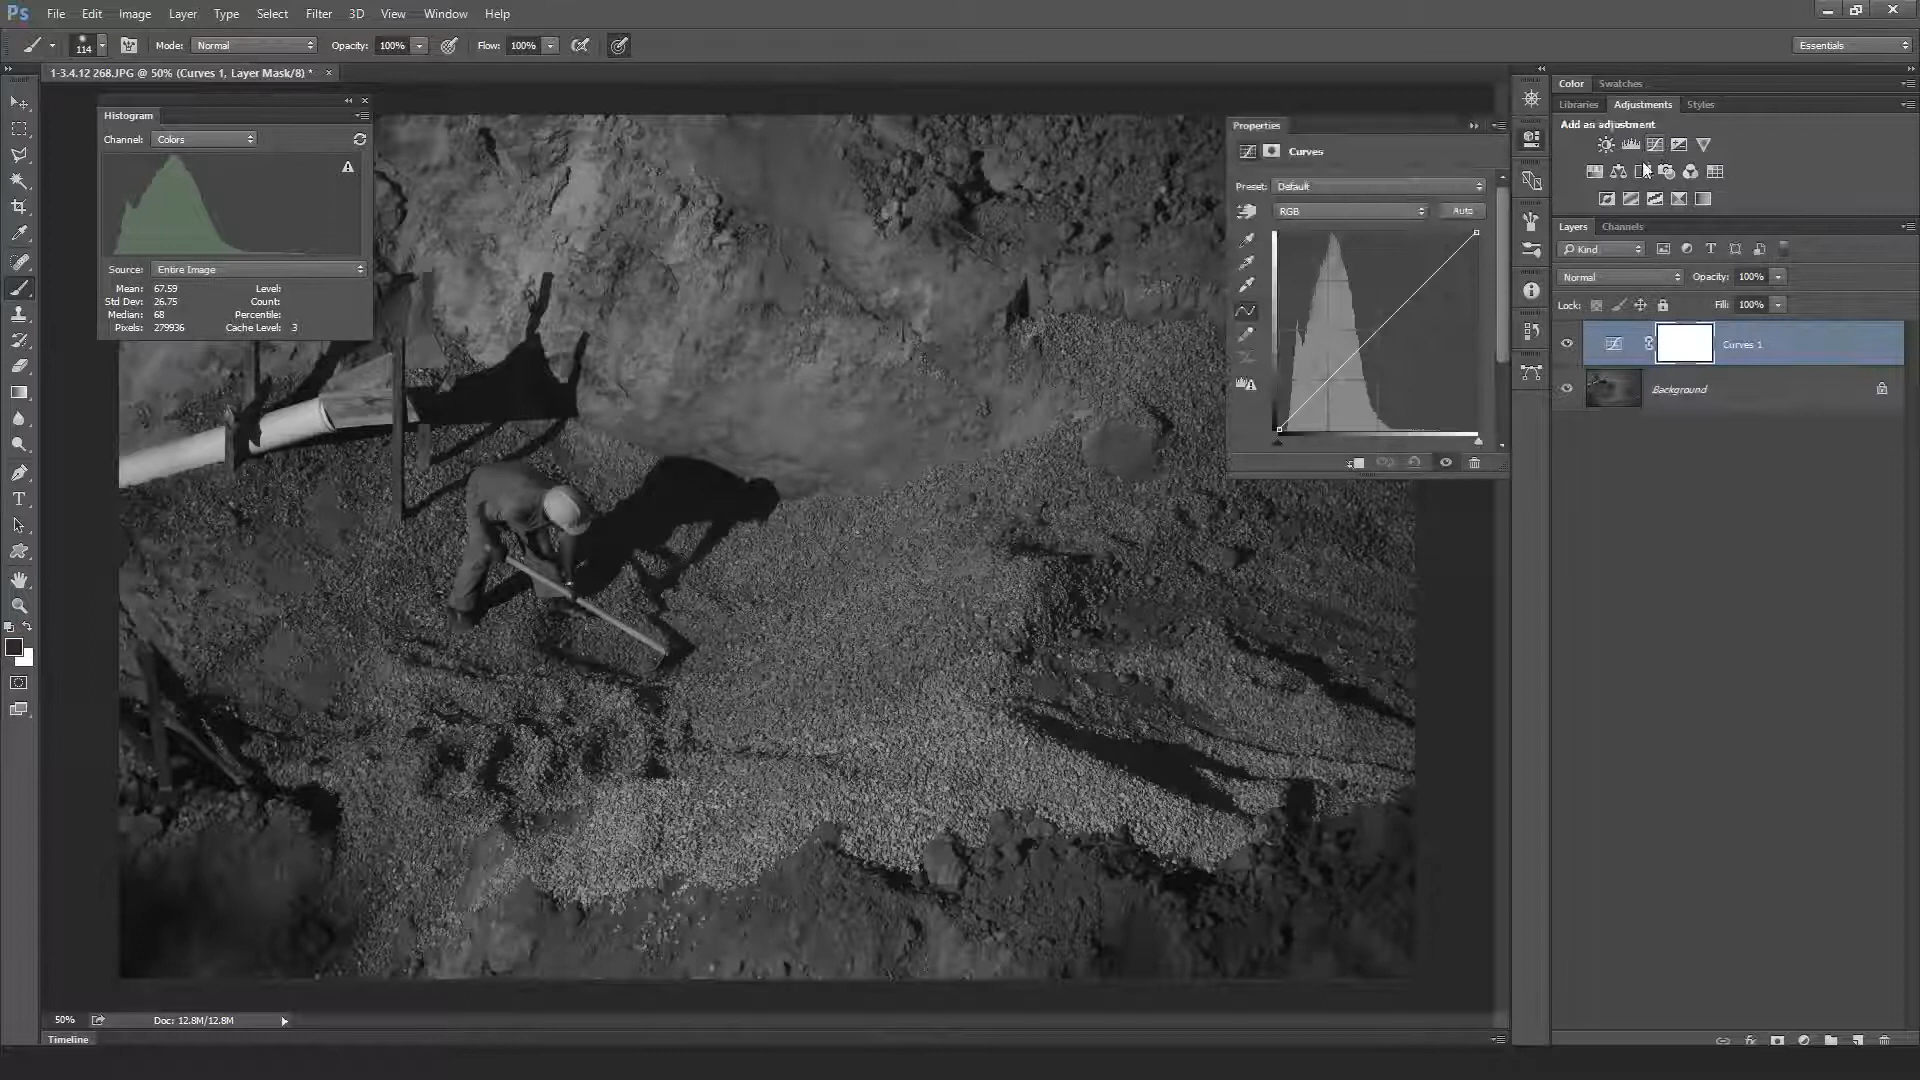 Ps File Edit Image Layer Type Select Filter 3D View Window Help
114 Mode: Normal Opacity: 100% Flow: 100% Essentials
1-3.4.12 268.JPG @ 50% (Curves 1, Layer Mask/8) * ×
Color Swatches
Libraries Adjustments Styles
Histogram
Properties
Add an adjustment
Channel: Colors
Curves
Preset: Default
RGB Auto
Layers Channels
Kind
Source: Entire Image
Normal Opacity: 100%
Mean: 67.59 Level:
Std Dev: 26.75 Count:
Median: 68 Percentile:
Pixels: 279936 Cache Level: 3
Lock: Fill: 100%
Curves 1
Background
T
50% Doc: 12.8M/12.8M
Timeline